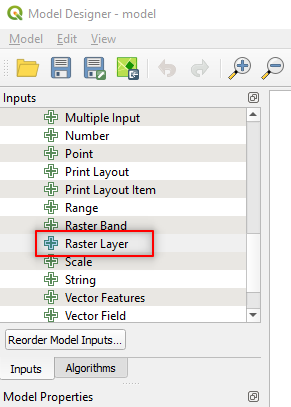 Model Designer - model
Model Edit View
Inputs
Multiple Input
Number
Point
Print Layout
Print Layout Item
Range
Raster Band
Raster Layer
Scale
String
Vector Features
Vector Field
Reorder Model Inputs...
Inputs Algorithms
Model Properties